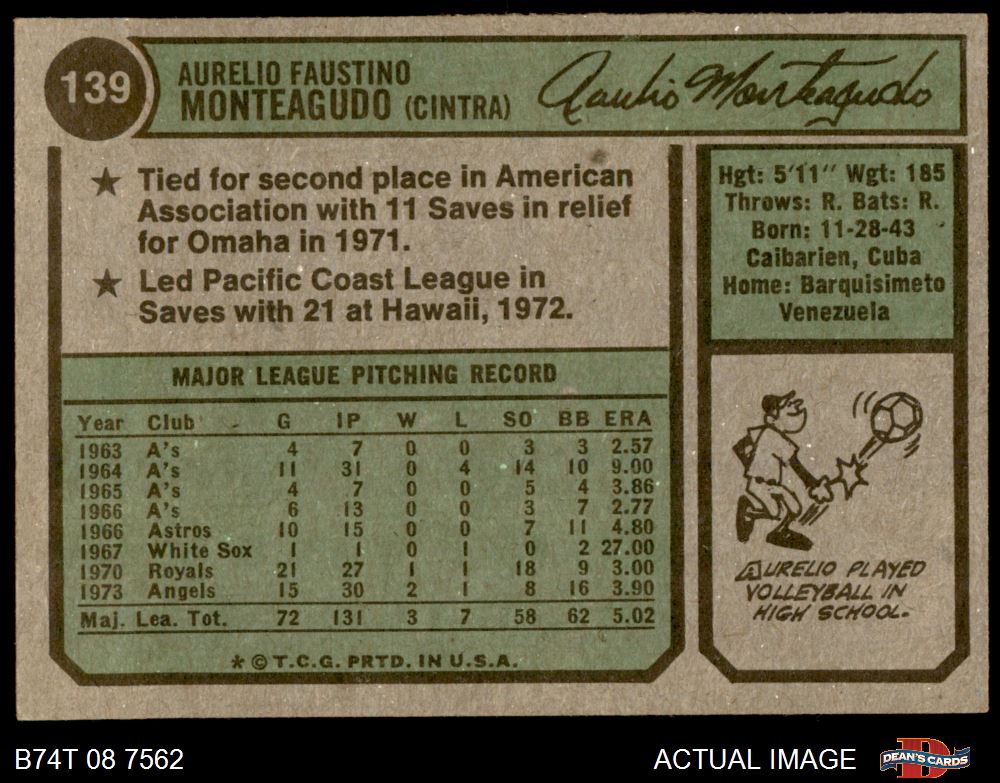 139
AURELIO FAUSTINO
MONTEAGUDO (CINTRA)
Aurelio Monteagudo
★ Tied for second place in American
Association with 11 Saves in relief
for Omaha in 1971.
★ Led Pacific Coast League in
Saves with 21 at Hawaii, 1972.
Hgt: 5'11" Wgt: 185
Throws: R. Bats: R.
Born: 11-28-43
Caibarien, Cuba
Home: Barquisimeto
Venezuela
MAJOR LEAGUE PITCHING RECORD
Year Club G IP W L SO BB ERA
1963 A's 4 7 0 0 3 3 2.57
1964 A's 11 31 0 4 14 10 9.00
1965 A's 4 7 0 0 5 4 3.86
1966 A's 6 13 0 0 3 7 2.77
1966 Astros 10 15 0 0 7 11 4.80
1967 White Sox 1 1 0 1 0 2 27.00
1970 Royals 21 27 1 1 18 9 3.00
1973 Angels 15 30 2 1 8 16 3.90
Maj. Lea. Tot. 72 131 3 7 58 62 5.02
* © T.C.G. PRTD. IN U.S.A.
AURELIO PLAYED
VOLLEYBALL IN
HIGH SCHOOL.
B74T 08 7562
ACTUAL IMAGE
DEAN'S CARDS